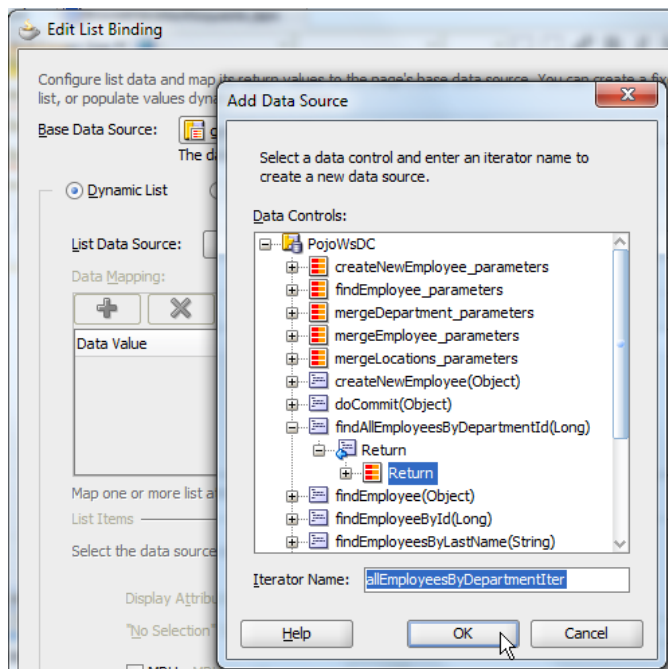 Edit List Binding
Configure list data and map its return values to the page's base data source. You can create a fix
list, or populate values dyna
Base Data Source:
The da
Dynamic List
List Data Source:
Data Mapping:
Data Value
Map one or more list a
List Items
Select the data source
Display Attribu
"No Selection"
Add Data Source
Select a data control and enter an iterator name to
create a new data source.
Data Controls:
PojoWsDC
createNewEmployee_parameters
findEmployee_parameters
mergeDepartment_parameters
mergeEmployee_parameters
mergeLocations_parameters
createNewEmployee(Object)
doCommit(Object)
findAllEmployeesByDepartmentId(Long)
Return
Return
findEmployee(Object)
findEmployeeById(Long)
findEmployeesByLastName(String)
Iterator Name: allEmployeesByDepartmentIter
Help
OK
Cancel